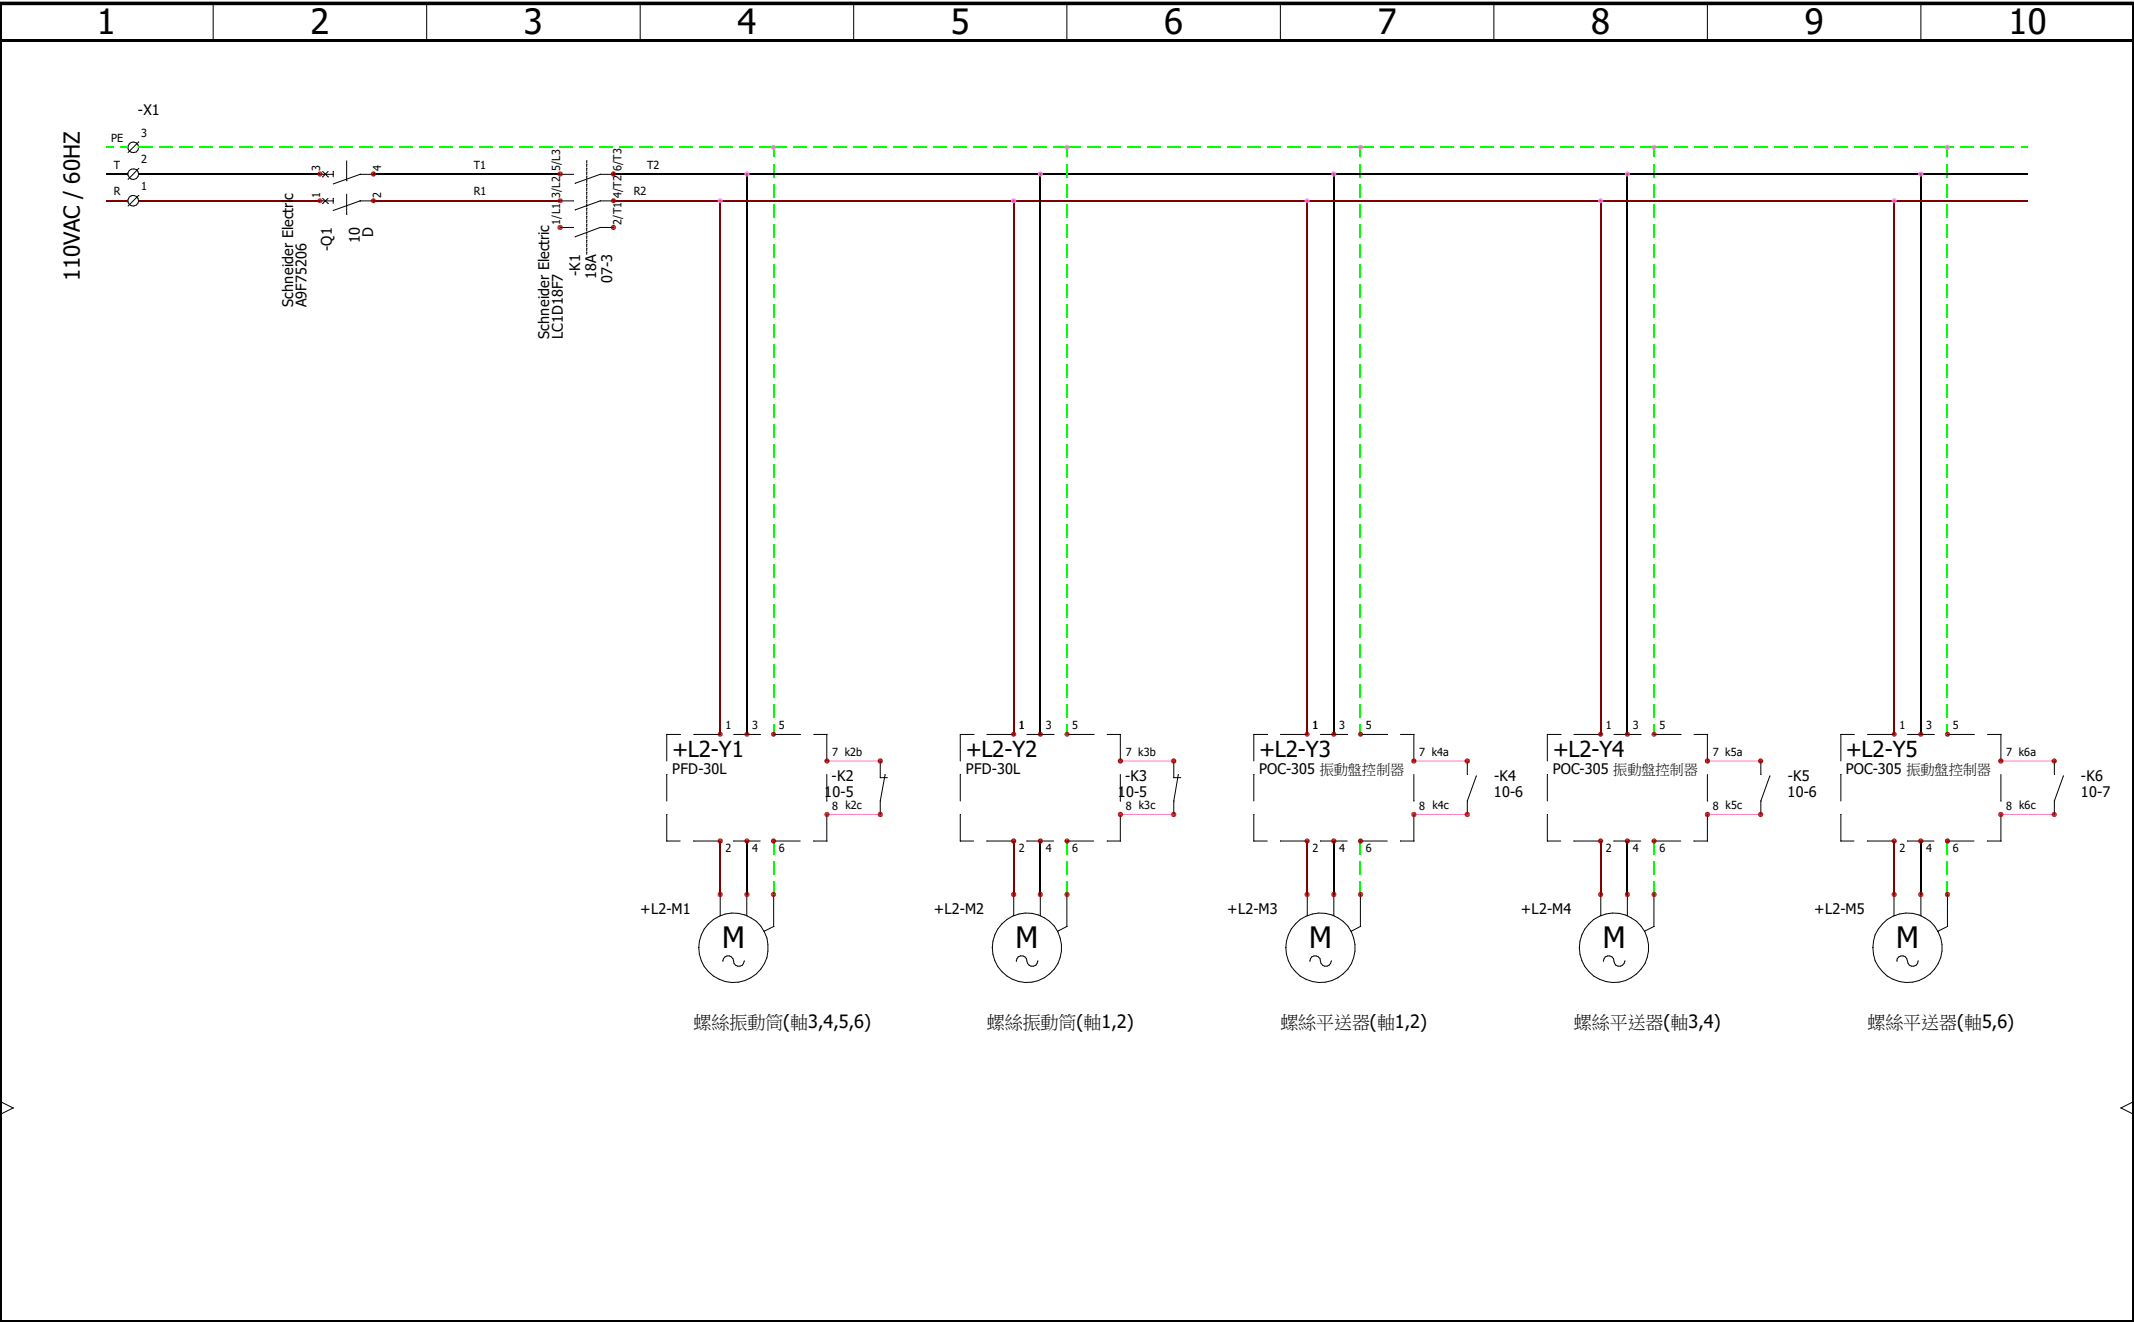 1 2 3 4 5 6 7 8 9 10
110VAC / 60HZ
-X1
PE 3
T 2
R 1
3 4
1 2
Schneider Electric
A9F75206
-Q1
10
D
T1
R1
5/L3 6/T3
3/L2 4/T2
1/L1 2/T1
Schneider Electric
LC1D18F7
-K1
18A
07-3
T2
R2
1 3 5
+L2-Y1
PFD-30L
7 k2b
-K2
10-5
8 k2c
2 4 6
+L2-M1
M
螺絲振動筒(軸3,4,5,6)
1 3 5
+L2-Y2
PFD-30L
7 k3b
-K3
10-5
8 k3c
2 4 6
+L2-M2
M
螺絲振動筒(軸1,2)
1 3 5
+L2-Y3
POC-305 振動盤控制器
7 k4a
-K4
10-6
8 k4c
2 4 6
+L2-M3
M
螺絲平送器(軸1,2)
1 3 5
+L2-Y4
POC-305 振動盤控制器
7 k5a
-K5
10-6
8 k5c
2 4 6
+L2-M4
M
螺絲平送器(軸3,4)
1 3 5
+L2-Y5
POC-305 振動盤控制器
7 k6a
-K6
10-7
8 k6c
2 4 6
+L2-M5
M
螺絲平送器(軸5,6)